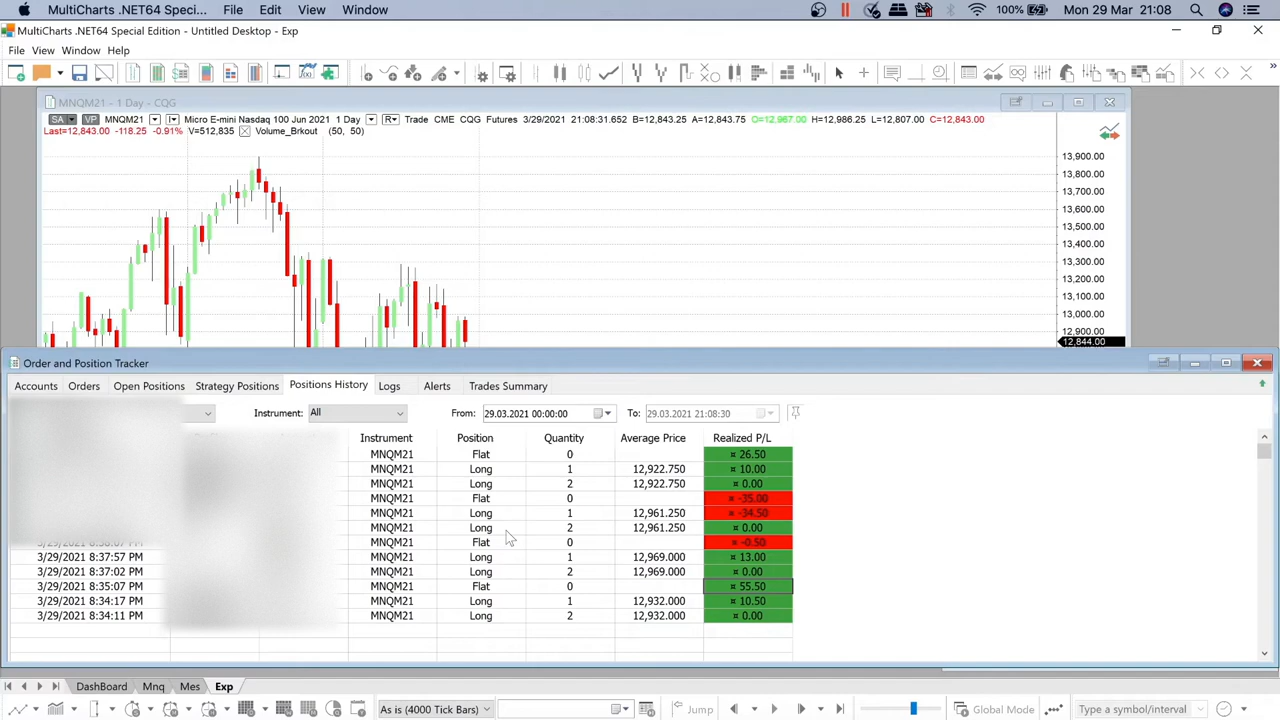 MultiCharts .NET64 Speci... File Edit View Window 100% Mon 29 Mar 21:08
MultiCharts .NET64 Special Edition - Untitled Desktop - Exp
File View Window Help
MNQM21 - 1 Day - CQG
SA VP MNQM21 Micro E-mini Nasdaq 100 Jun 2021 1 Day R Trade CME CQG Futures 3/29/2021 21:08:31.652 B=12,843.25 A=12,843.75 O=12,967.00 H=12,986.25 L=12,807.00 C=12,843.00
Last=12,843.00 -118.25 -0.91% V=512,835 Volume_Brkout (50, 50)
13,900.00
13,800.00
13,700.00
13,600.00
13,500.00
13,400.00
13,300.00
13,200.00
13,100.00
13,000.00
12,900.00
12,844.00
Order and Position Tracker
Accounts Orders Open Positions Strategy Positions Positions History Logs Alerts Trades Summary
Instrument: All From: 29.03.2021 00:00:00 To: 29.03.2021 21:08:30
Instrument Position Quantity Average Price Realized P/L
MNQM21 Flat 0 ¤ 26.50
MNQM21 Long 1 12,922.750 ¤ 10.00
MNQM21 Long 2 12,922.750 ¤ 0.00
MNQM21 Flat 0 ¤ -35.00
MNQM21 Long 1 12,961.250 ¤ -34.50
MNQM21 Long 2 12,961.250 ¤ 0.00
MNQM21 Flat 0 ¤ -0.50
3/29/2021 8:37:57 PM MNQM21 Long 1 12,969.000 ¤ 13.00
3/29/2021 8:37:02 PM MNQM21 Long 2 12,969.000 ¤ 0.00
3/29/2021 8:35:07 PM MNQM21 Flat 0 ¤ 55.50
3/29/2021 8:34:17 PM MNQM21 Long 1 12,932.000 ¤ 10.50
3/29/2021 8:34:11 PM MNQM21 Long 2 12,932.000 ¤ 0.00
DashBoard Mnq Mes Exp
As is (4000 Tick Bars) Jump Global Mode Type a symbol/interval